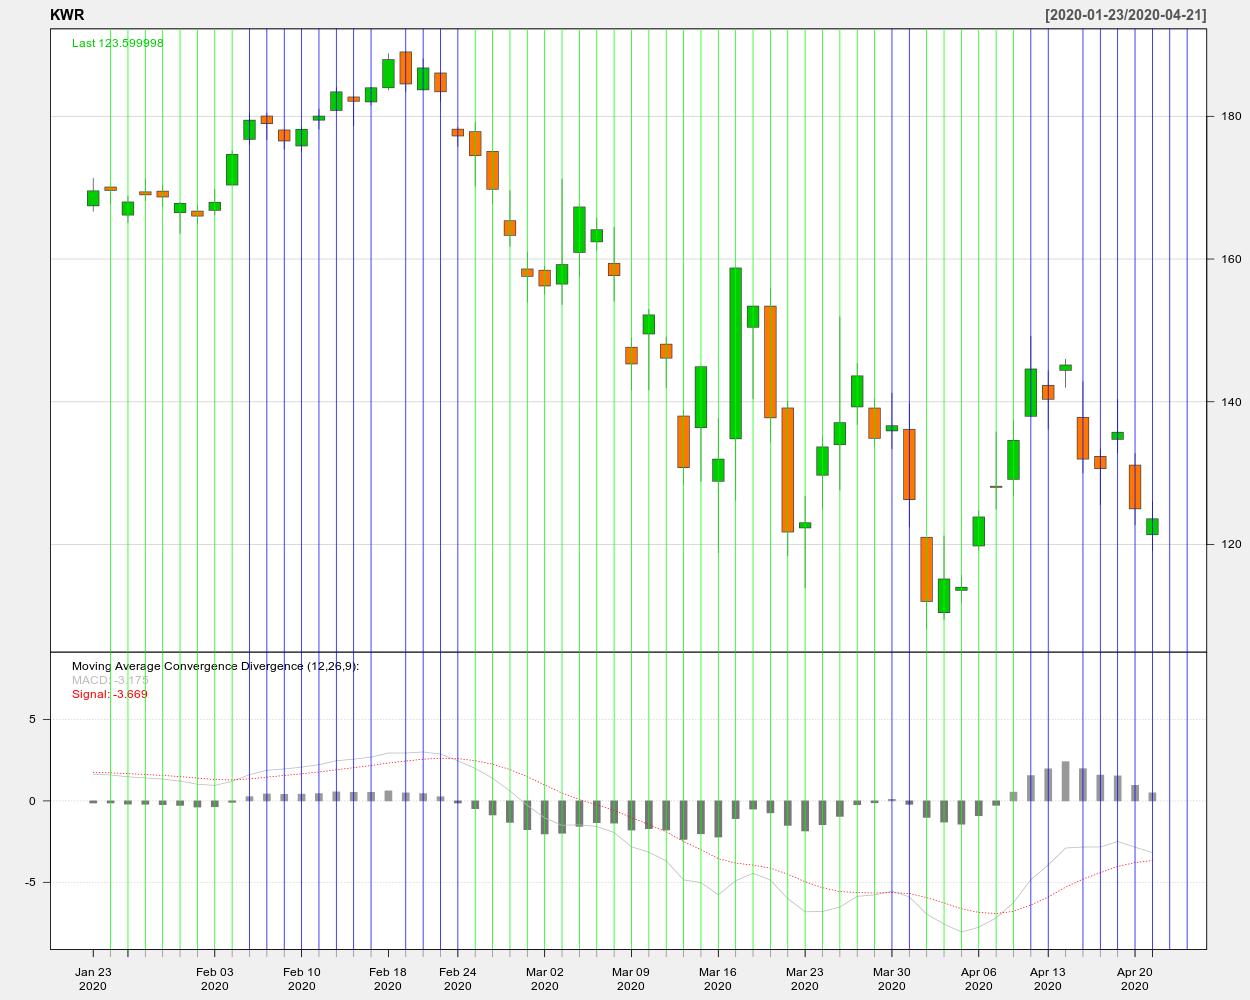 KWR
[2020-01-23/2020-04-21]
Last 123.599998
180
160
140
120
Moving Average Convergence Divergence (12,26,9):
MACD: -3.175
Signal: -3.669
5
0
-5
Jan 23 Feb 03 Feb 10 Feb 18 Feb 24 Mar 02 Mar 09 Mar 16 Mar 23 Mar 30 Apr 06 Apr 13 Apr 20
2020 2020 2020 2020 2020 2020 2020 2020 2020 2020 2020 2020 2020